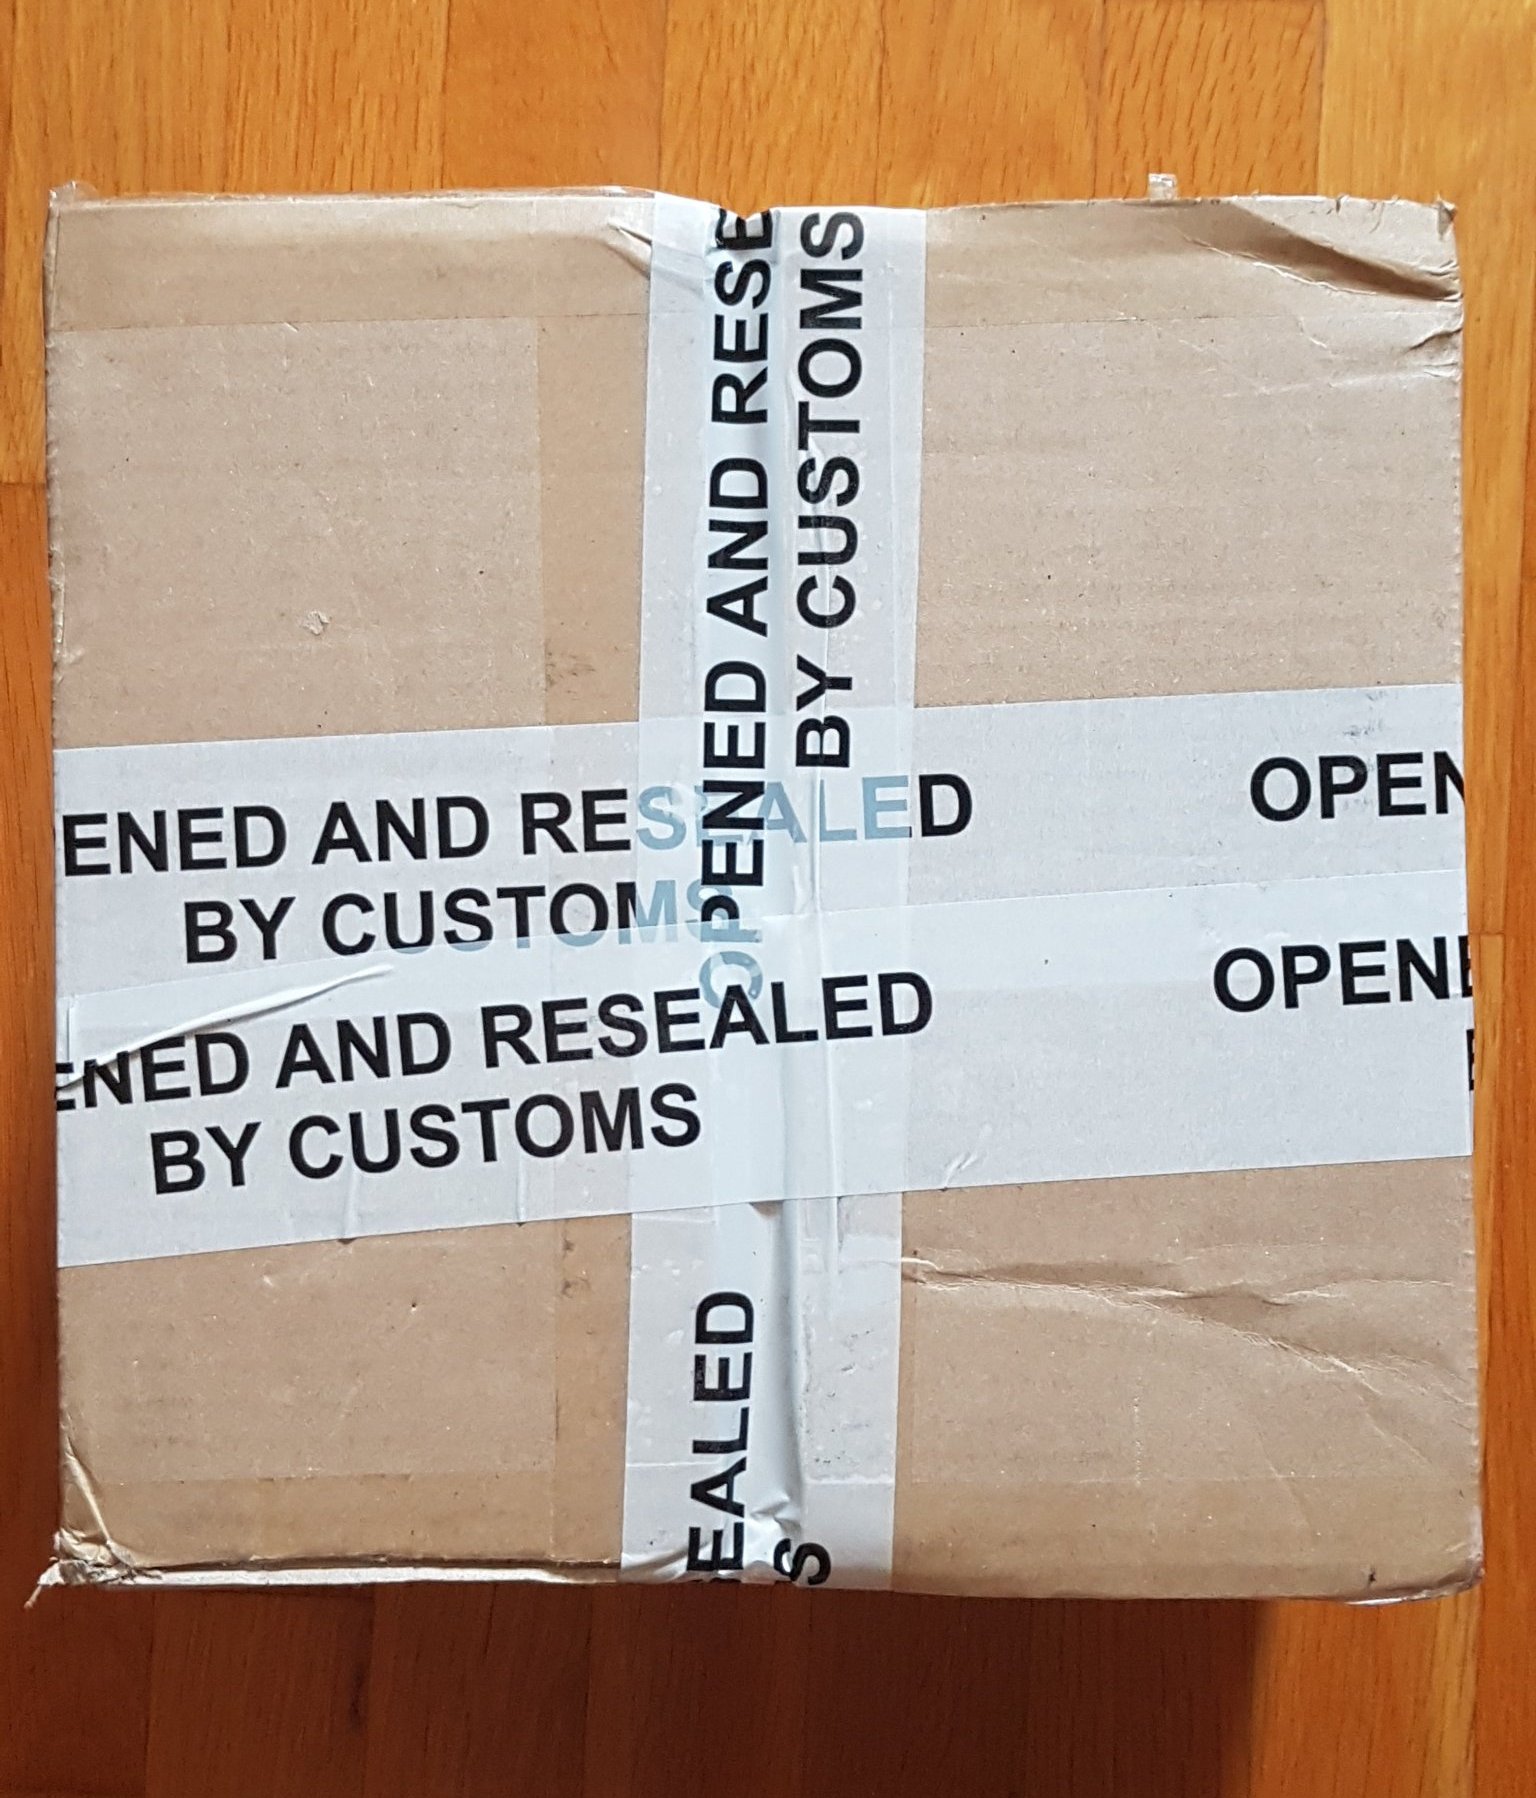 OPENED AND RESE
BY CUSTOMS
ENED AND RESEALED
BY CUSTOMS
OPEN
ENED AND RESEALED
BY CUSTOMS
OPENE
EALED
S